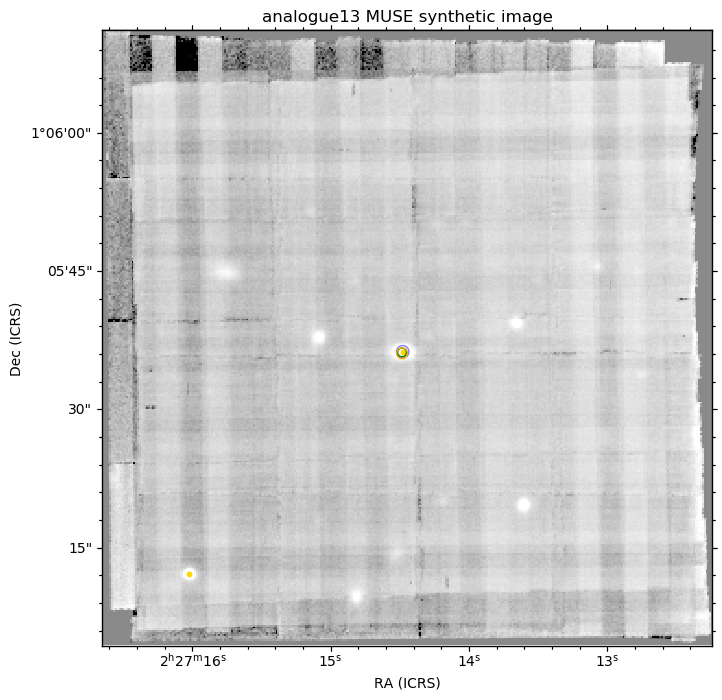 analogue13 MUSE synthetic image
1°06'00"
05'45"
30"
15"
Dec (ICRS)
2ʰ27ᵐ16ˢ
15ˢ
14ˢ
13ˢ
RA (ICRS)